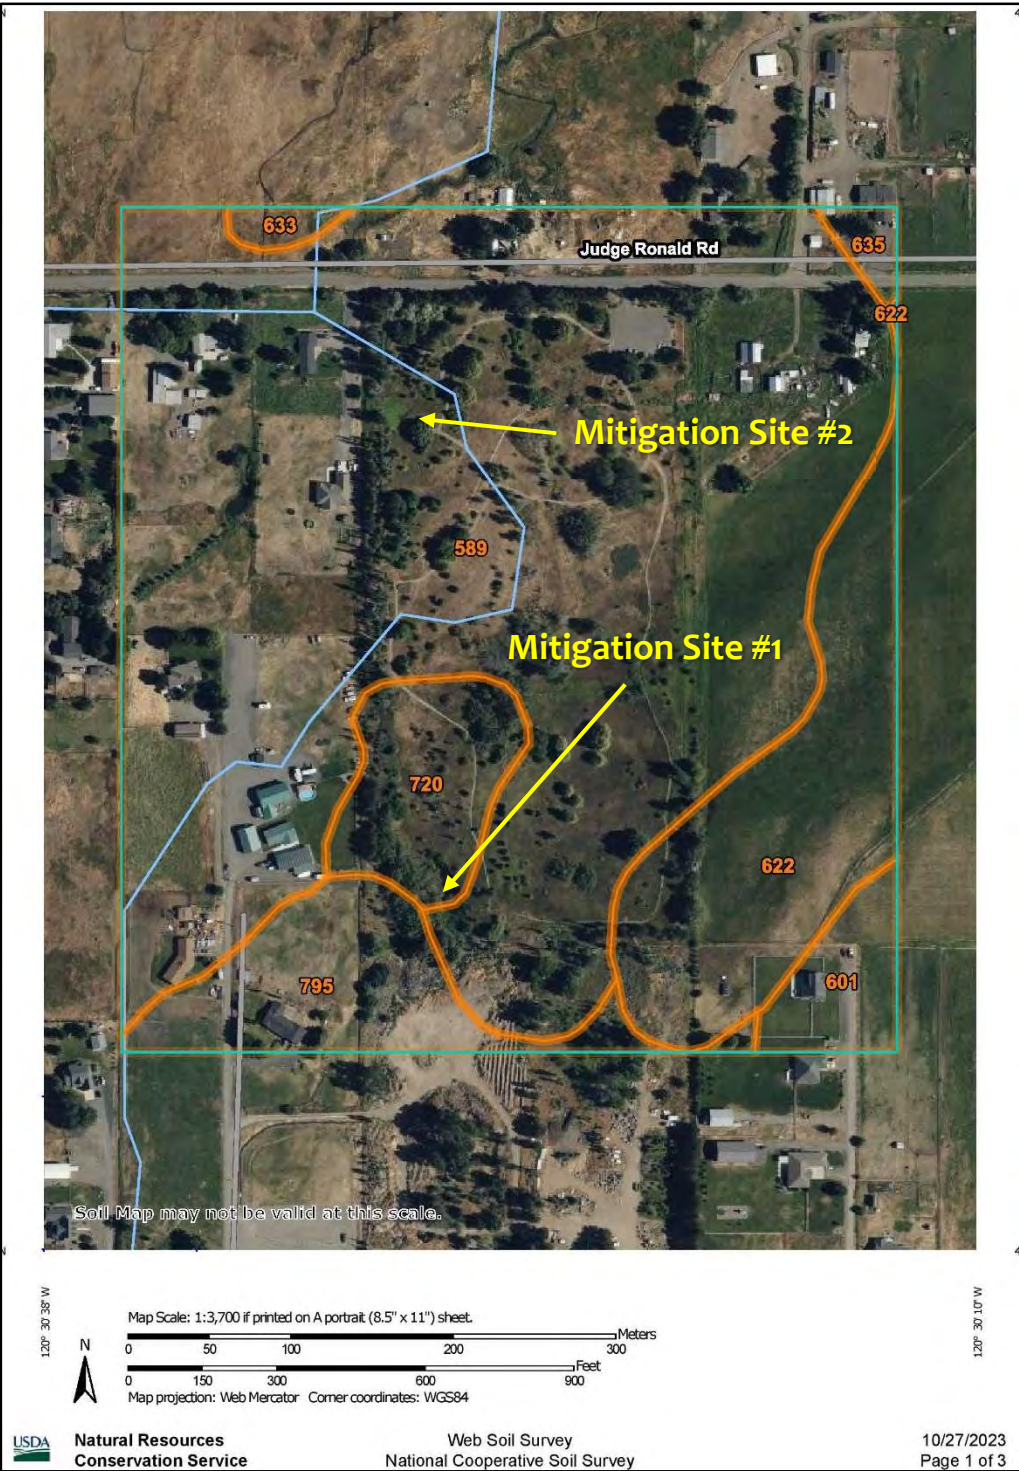 633
Judge Ronald Rd
635
622
Mitigation Site #2
589
Mitigation Site #1
720
622
795
601
Soil Map may not be valid at this scale.
120° 30' 38" W
120° 30' 10" W
Map Scale: 1:3,700 if printed on A portrait (8.5" x 11") sheet.
N
Meters
0 50 100 200 300
Feet
0 150 300 600 900
Map projection: Web Mercator Corner coordinates: WGS84
USDA
Natural Resources
Conservation Service
Web Soil Survey
National Cooperative Soil Survey
10/27/2023
Page 1 of 3